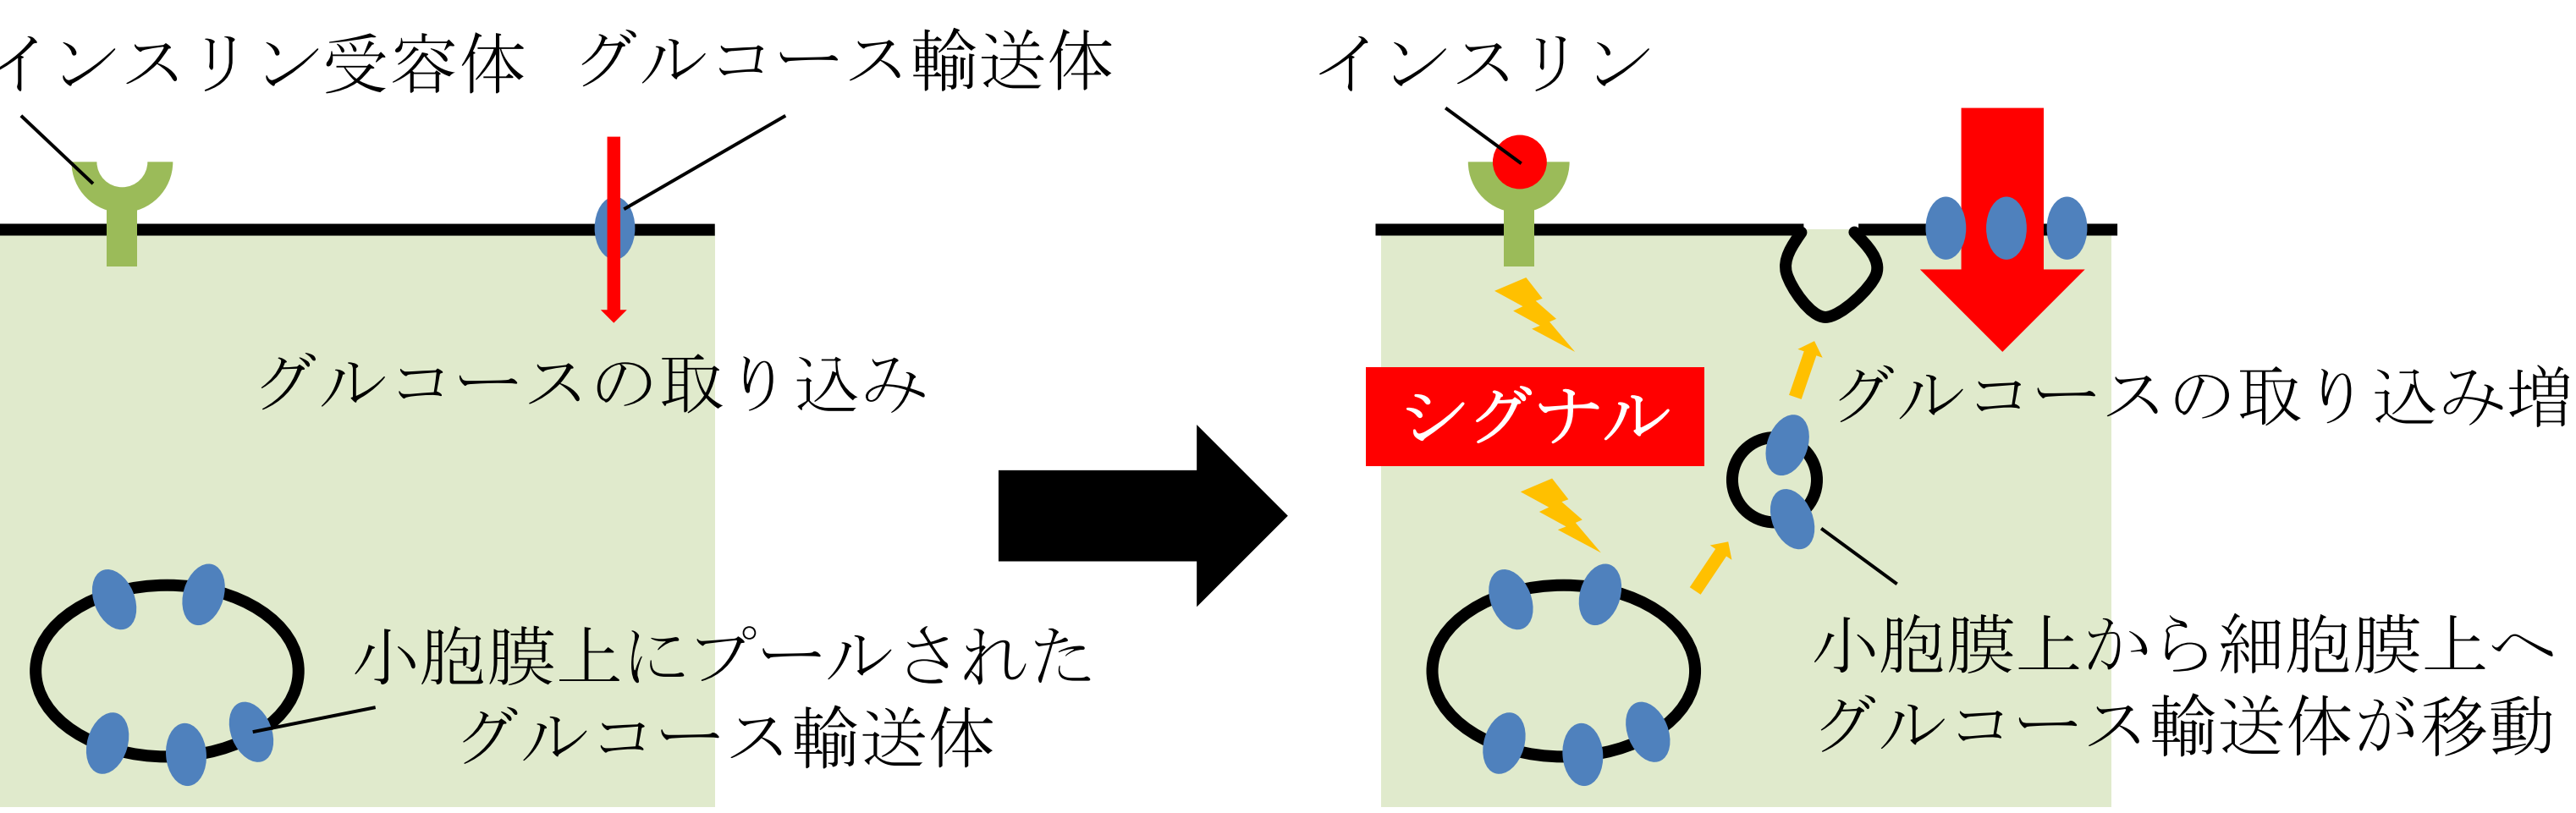 インスリン受容体
グルコース輸送体
グルコースの取り込み
小胞膜上にプールされた
グルコース輸送体
インスリン
シグナル
グルコースの取り込み増
小胞膜上から細胞膜上へ
グルコース輸送体が移動